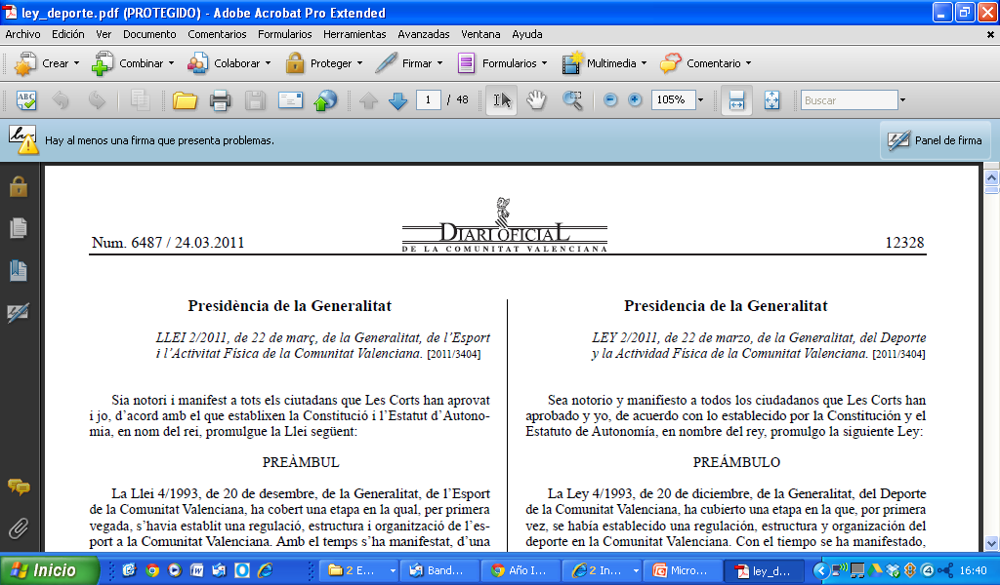 ley_deporte.pdf (PROTEGIDO) - Adobe Acrobat Pro Extended
Archivo Edición Ver Documento Comentarios Formularios Herramientas Avanzadas Ventana Ayuda
Crear Combinar Colaborar Proteger Firmar Formularios Multimedia Comentario
1 / 48 105% Buscar
Hay al menos una firma que presenta problemas.
Panel de firma
Num. 6487 / 24.03.2011
DIARI OFICIAL
DE LA COMUNITAT VALENCIANA
12328
Presidència de la Generalitat
LLEI 2/2011, de 22 de març, de la Generalitat, de l'Esport
i l'Activitat Física de la Comunitat Valenciana. [2011/3404]
Sia notori i manifest a tots els ciutadans que Les Corts han aprovat
i jo, d'acord amb el que establixen la Constitució i l'Estatut d'Autono-
mia, en nom del rei, promulgue la Llei següent:
PREÀMBUL
La Llei 4/1993, de 20 de desembre, de la Generalitat, de l'Esport
de la Comunitat Valenciana, ha cobert una etapa en la qual, per primera
vegada, s'havia establit una regulació, estructura i organització de l'es-
port a la Comunitat Valenciana. Amb el temps s'ha manifestat, d'una
Presidencia de la Generalitat
LEY 2/2011, de 22 de marzo, de la Generalitat, del Deporte
y la Actividad Física de la Comunitat Valenciana. [2011/3404]
Sea notorio y manifiesto a todos los ciudadanos que Les Corts han
aprobado y yo, de acuerdo con lo establecido por la Constitución y el
Estatuto de Autonomía, en nombre del rey, promulgo la siguiente Ley:
PREÁMBULO
La Ley 4/1993, de 20 de diciembre, de la Generalitat, del Deporte
de la Comunitat Valenciana, ha cubierto una etapa en la que, por primera
vez, se había establecido una regulación, estructura y organización del
deporte en la Comunitat Valenciana. Con el tiempo se ha manifestado,
Inicio 2 E... Band... Año I... 2 In... Micro... ley_d... 16:40